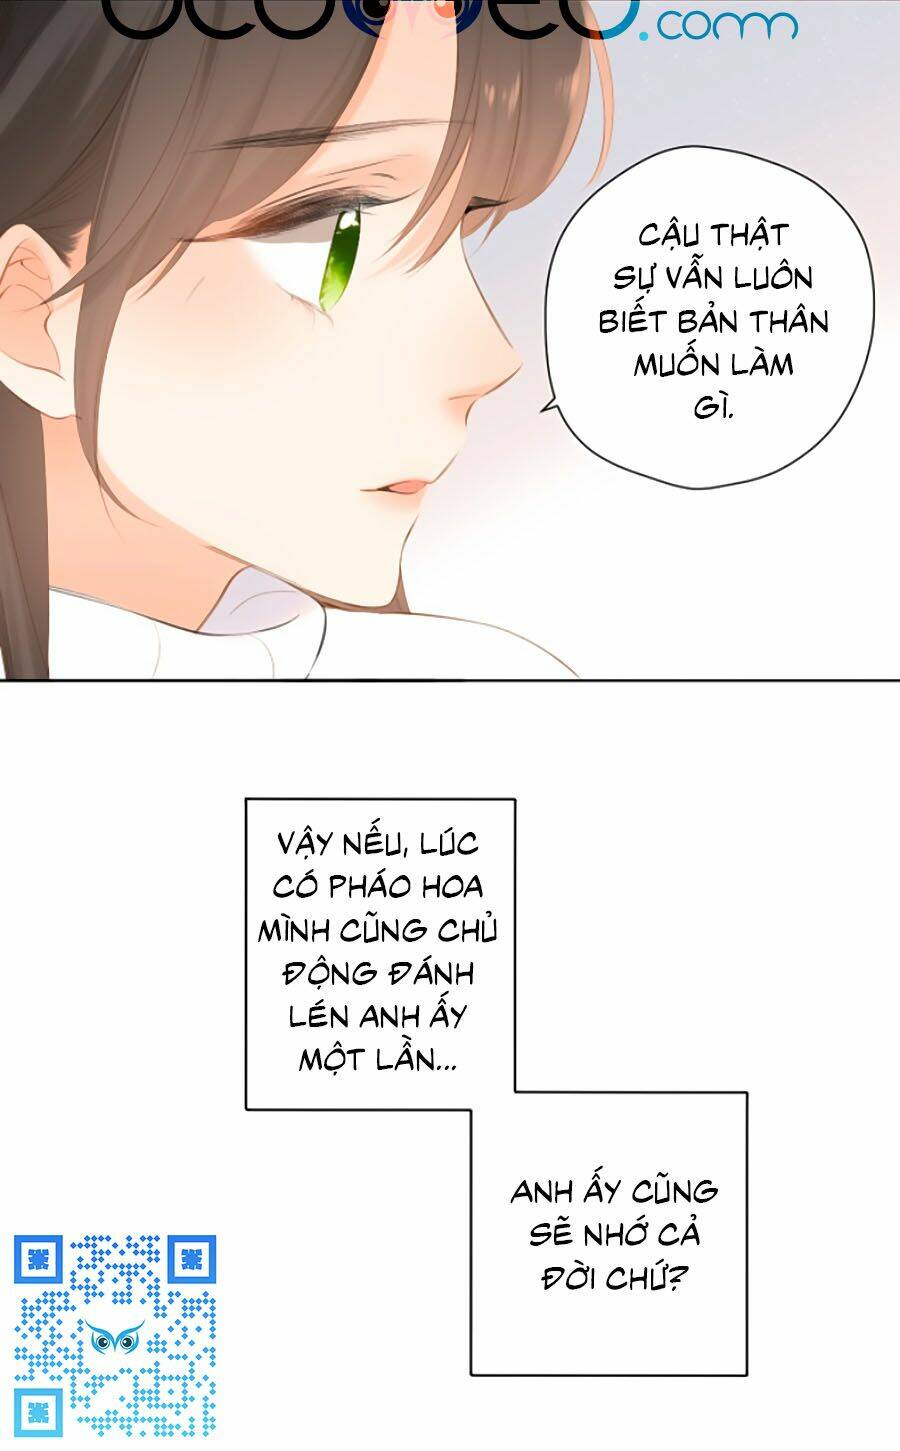 CẬU THẬT
SỰ VẪN LUÔN
BIẾT BẢN THÂN
MUỐN LÀM
GÌ.
VẬY NẾU, LÚC
CÓ PHÁO HOA
MÌNH CŨNG CHỦ
ĐỘNG ĐÁNH
LÉN ANH ẤY
MỘT LẦN...
ANH ẤY CŨNG
SẼ NHỚ CẢ
ĐỜI CHỨ?